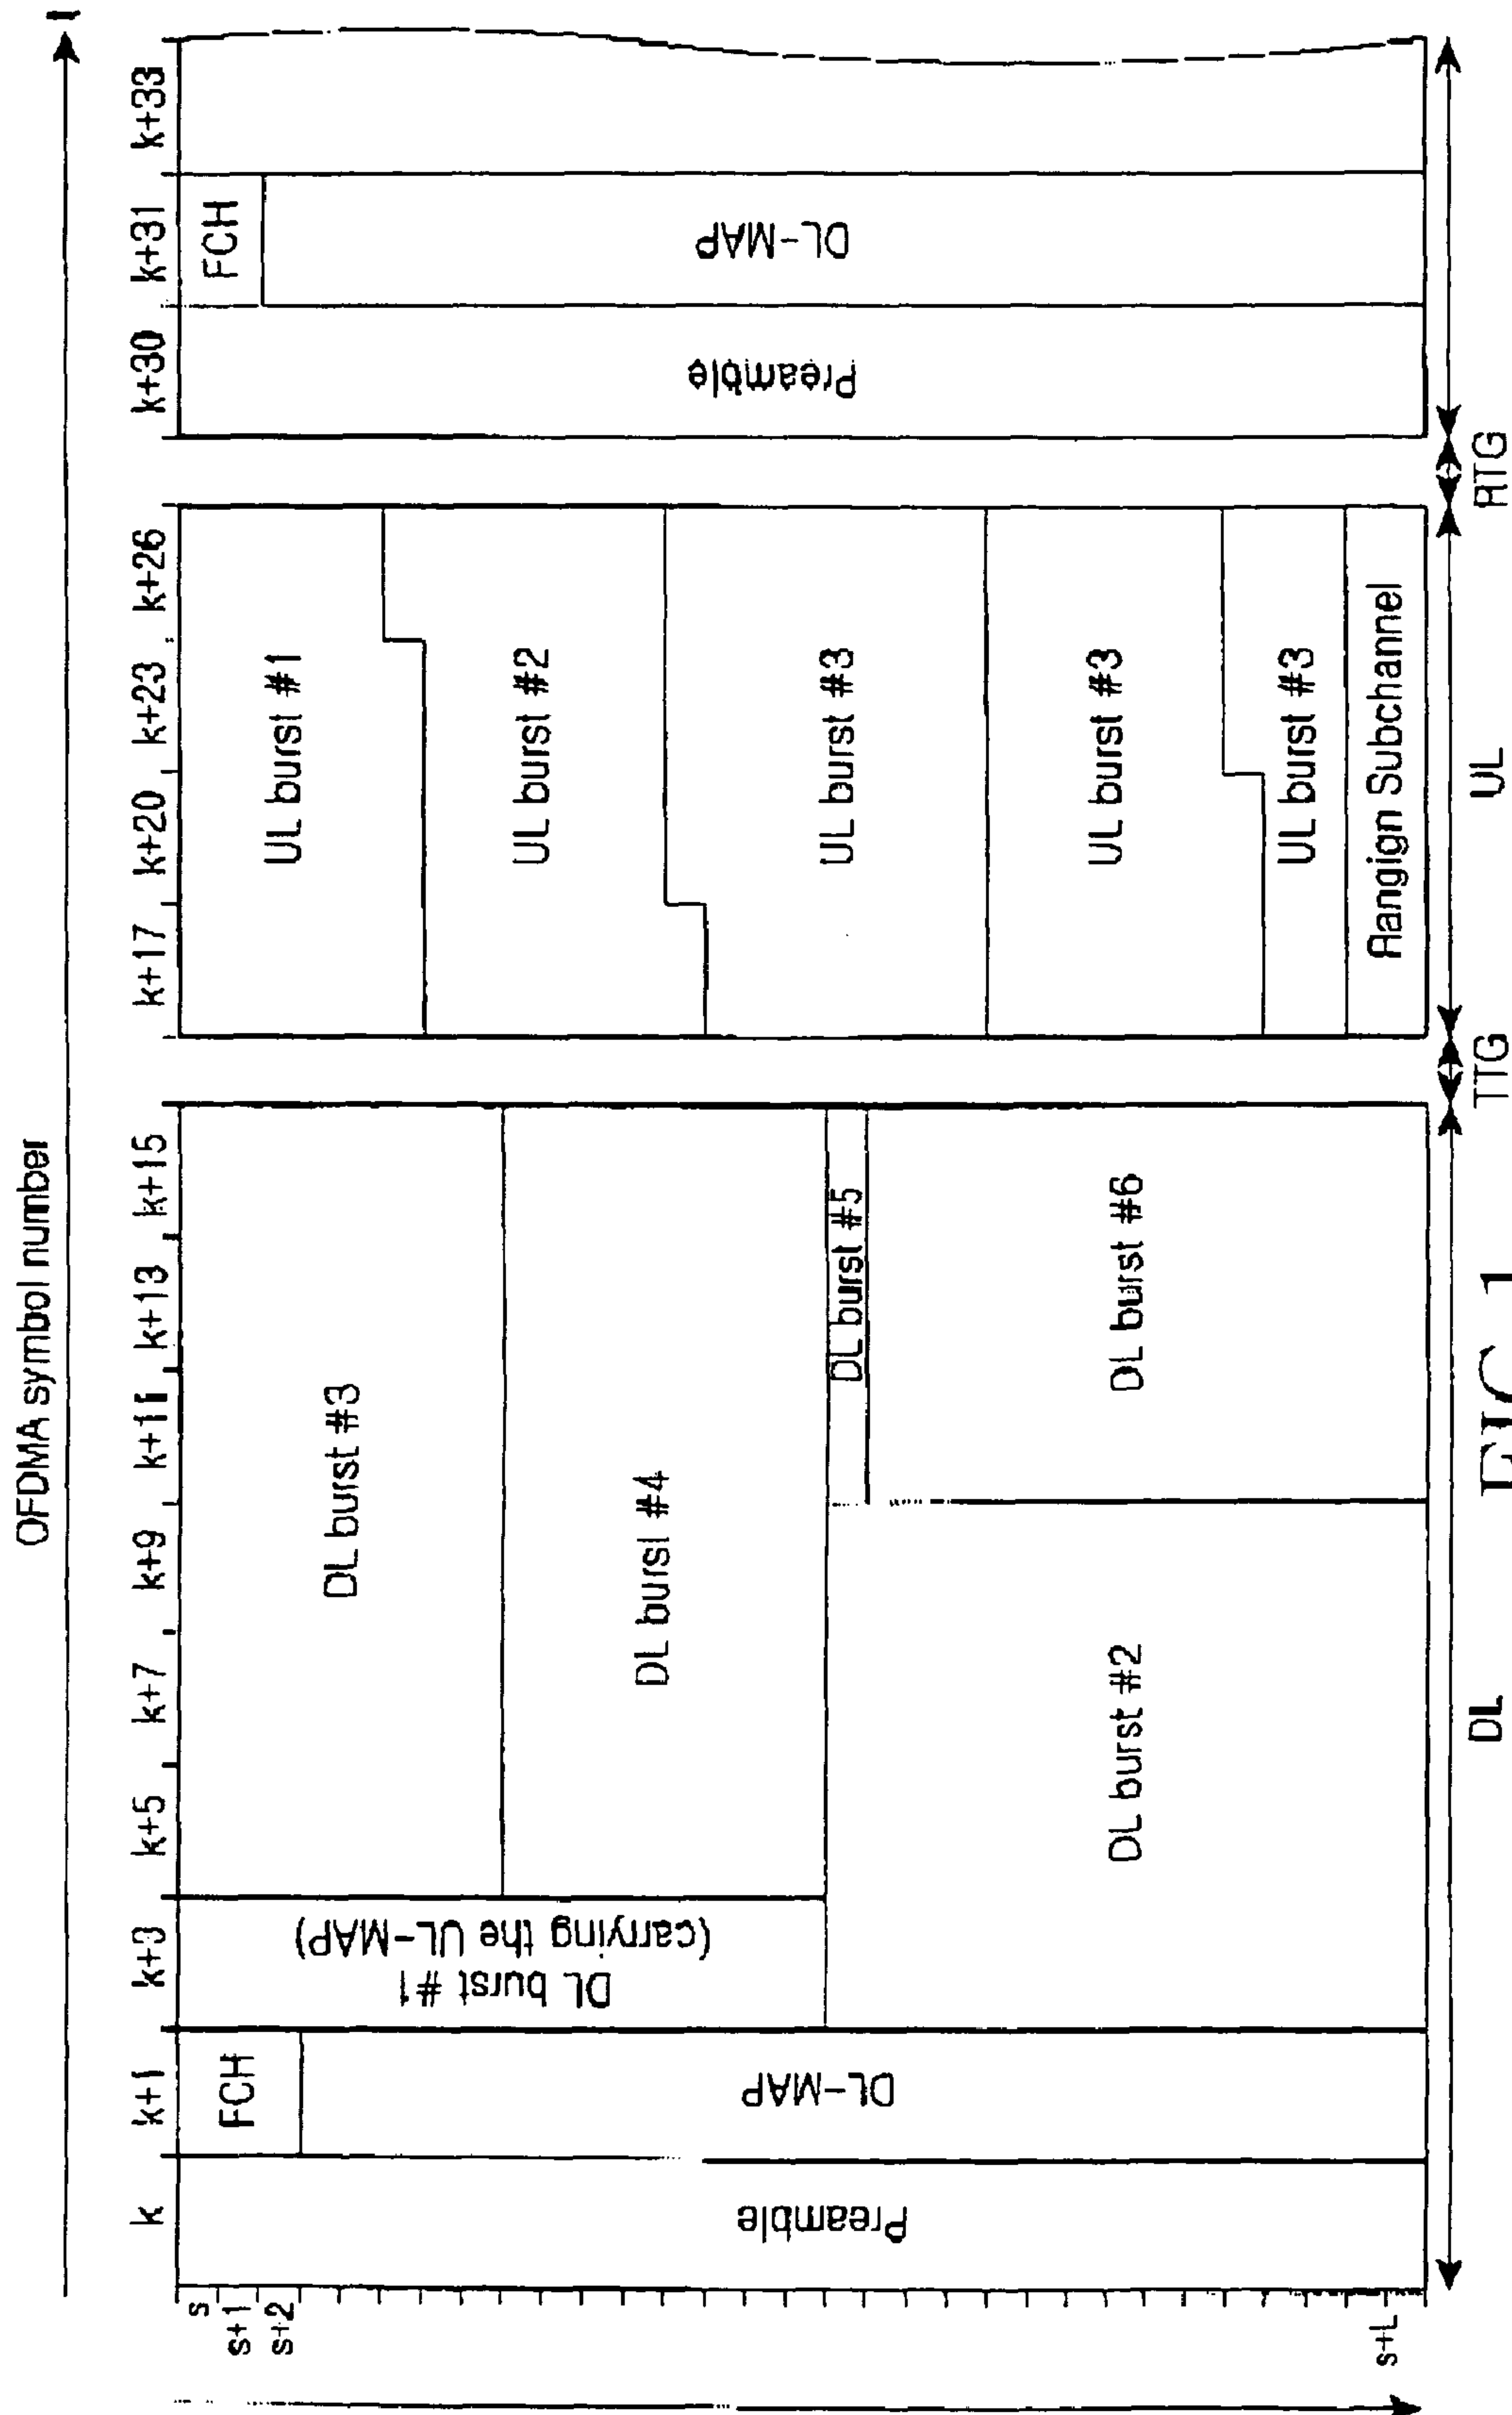 OFDMA symbol number
k
k+1
k+3
k+5
k+7
k+9
k+11
k+13
k+15
k+17
k+20
k+23
k+26
k+30
k+31
k+33
s
s+1
s+2
s+L
Preamble
FCH
DL-MAP
DL burst #1
(carrying the UL-MAP)
DL burst #3
DL burst #4
DL burst #2
DL burst #5
DL burst #6
UL burst #1
UL burst #2
UL burst #3
UL burst #3
UL burst #3
Rangign Subchannel
Preamble
FCH
DL-MAP
DL
TTG
UL
RTG
FIG. 1